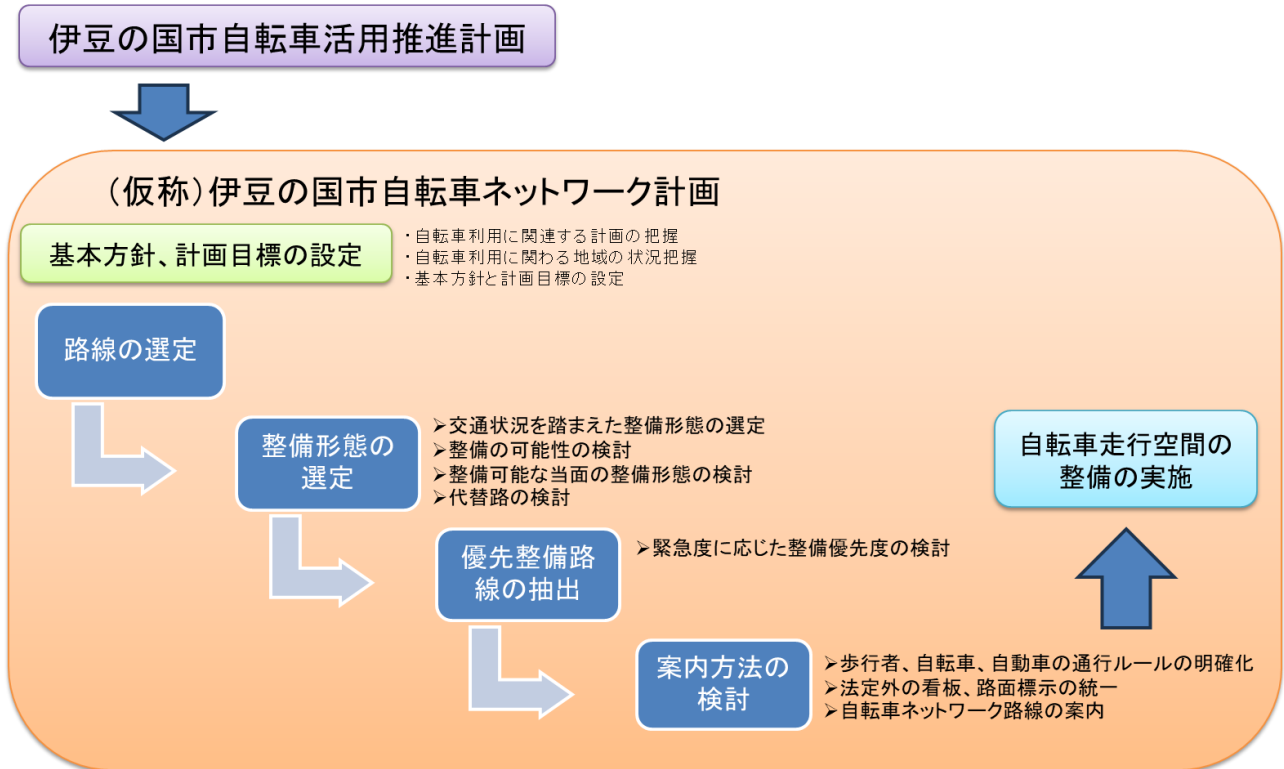 伊豆の国市自転車活用推進計画
（仮称）伊豆の国市自転車ネットワーク計画
基本方針、計画目標の設定
・自転車利用に関連する計画の把握
・自転車利用に関わる地域の状況把握
・基本方針と計画目標の設定
路線の選定
整備形態の
選定
➢交通状況を踏まえた整備形態の選定
➢整備の可能性の検討
➢整備可能な当面の整備形態の検討
➢代替路の検討
自転車走行空間の
整備の実施
優先整備路
線の抽出
➢緊急度に応じた整備優先度の検討
案内方法の
検討
➢歩行者、自転車、自動車の通行ルールの明確化
➢法定外の看板、路面標示の統一
➢自転車ネットワーク路線の案内